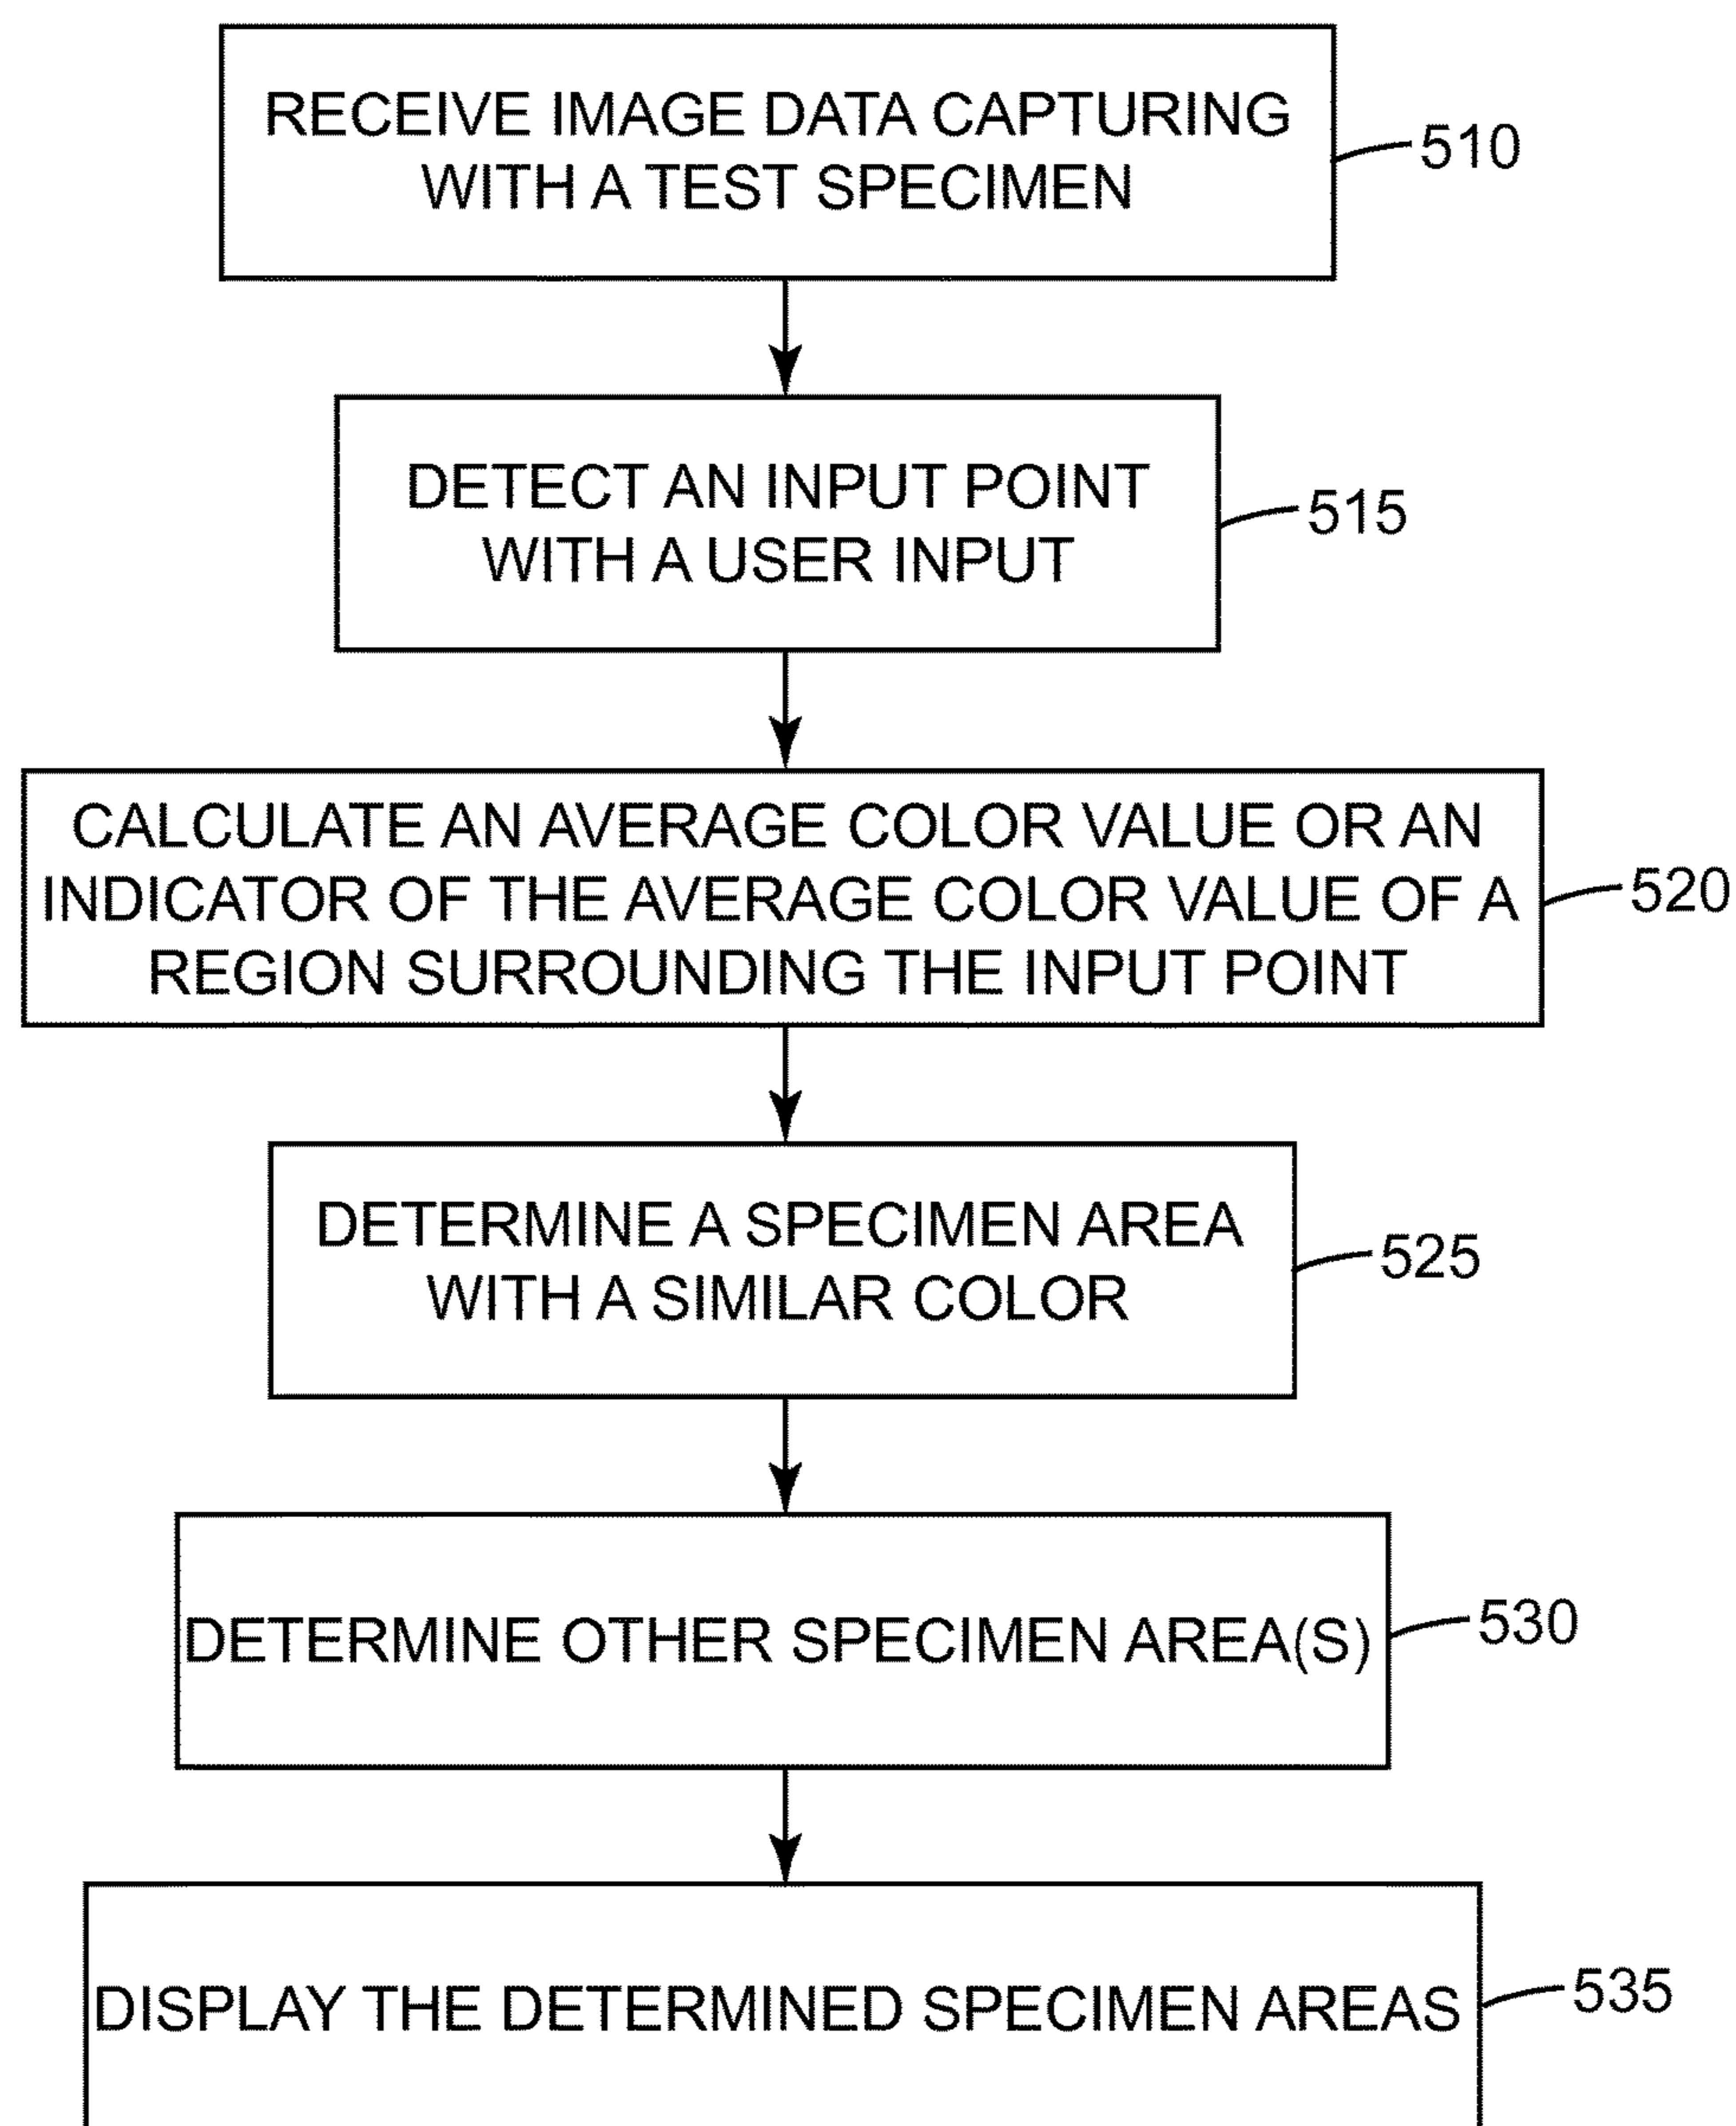 RECEIVE IMAGE DATA CAPTURING
WITH A TEST SPECIMEN
510
DETECT AN INPUT POINT
WITH A USER INPUT
515
CALCULATE AN AVERAGE COLOR VALUE OR AN
INDICATOR OF THE AVERAGE COLOR VALUE OF A
REGION SURROUNDING THE INPUT POINT
520
DETERMINE A SPECIMEN AREA
WITH A SIMILAR COLOR
525
DETERMINE OTHER SPECIMEN AREA(S)
530
DISPLAY THE DETERMINED SPECIMEN AREAS
535